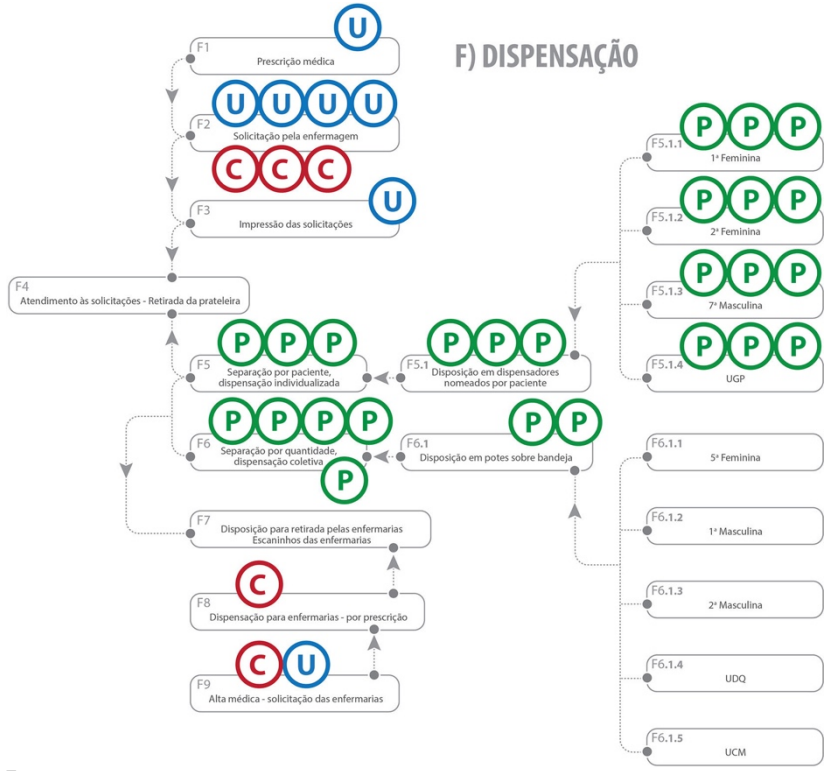 F) DISPENSAÇÃO
U
F1
Prescrição médica
U U U U
F2
Solicitação pela enfermagem
C C C
U
F3
Impressão das solicitações
F4
Atendimento às solicitações - Retirada da prateleira
P P P
F5
Separação por paciente,
dispensação individualizada
P P P
F5.1
Disposição em dispensadores
nomeados por paciente
P P P
F5.1.1
1ª Feminina
P P P
F5.1.2
2ª Feminina
P P P
F5.1.3
7ª Masculina
P P P
F5.1.4
UGP
P P P P
F6
Separação por quantidade,
dispensação coletiva
P
P P
F6.1
Disposição em potes sobre bandeja
F6.1.1
5ª Feminina
F6.1.2
1ª Masculina
F6.1.3
2ª Masculina
F6.1.4
UDQ
F6.1.5
UCM
F7
Disposição para retirada pelas enfermarias
Escaninhos das enfermarias
C
F8
Dispensação para enfermarias - por prescrição
C U
F9
Alta médica - solicitação das enfermarias